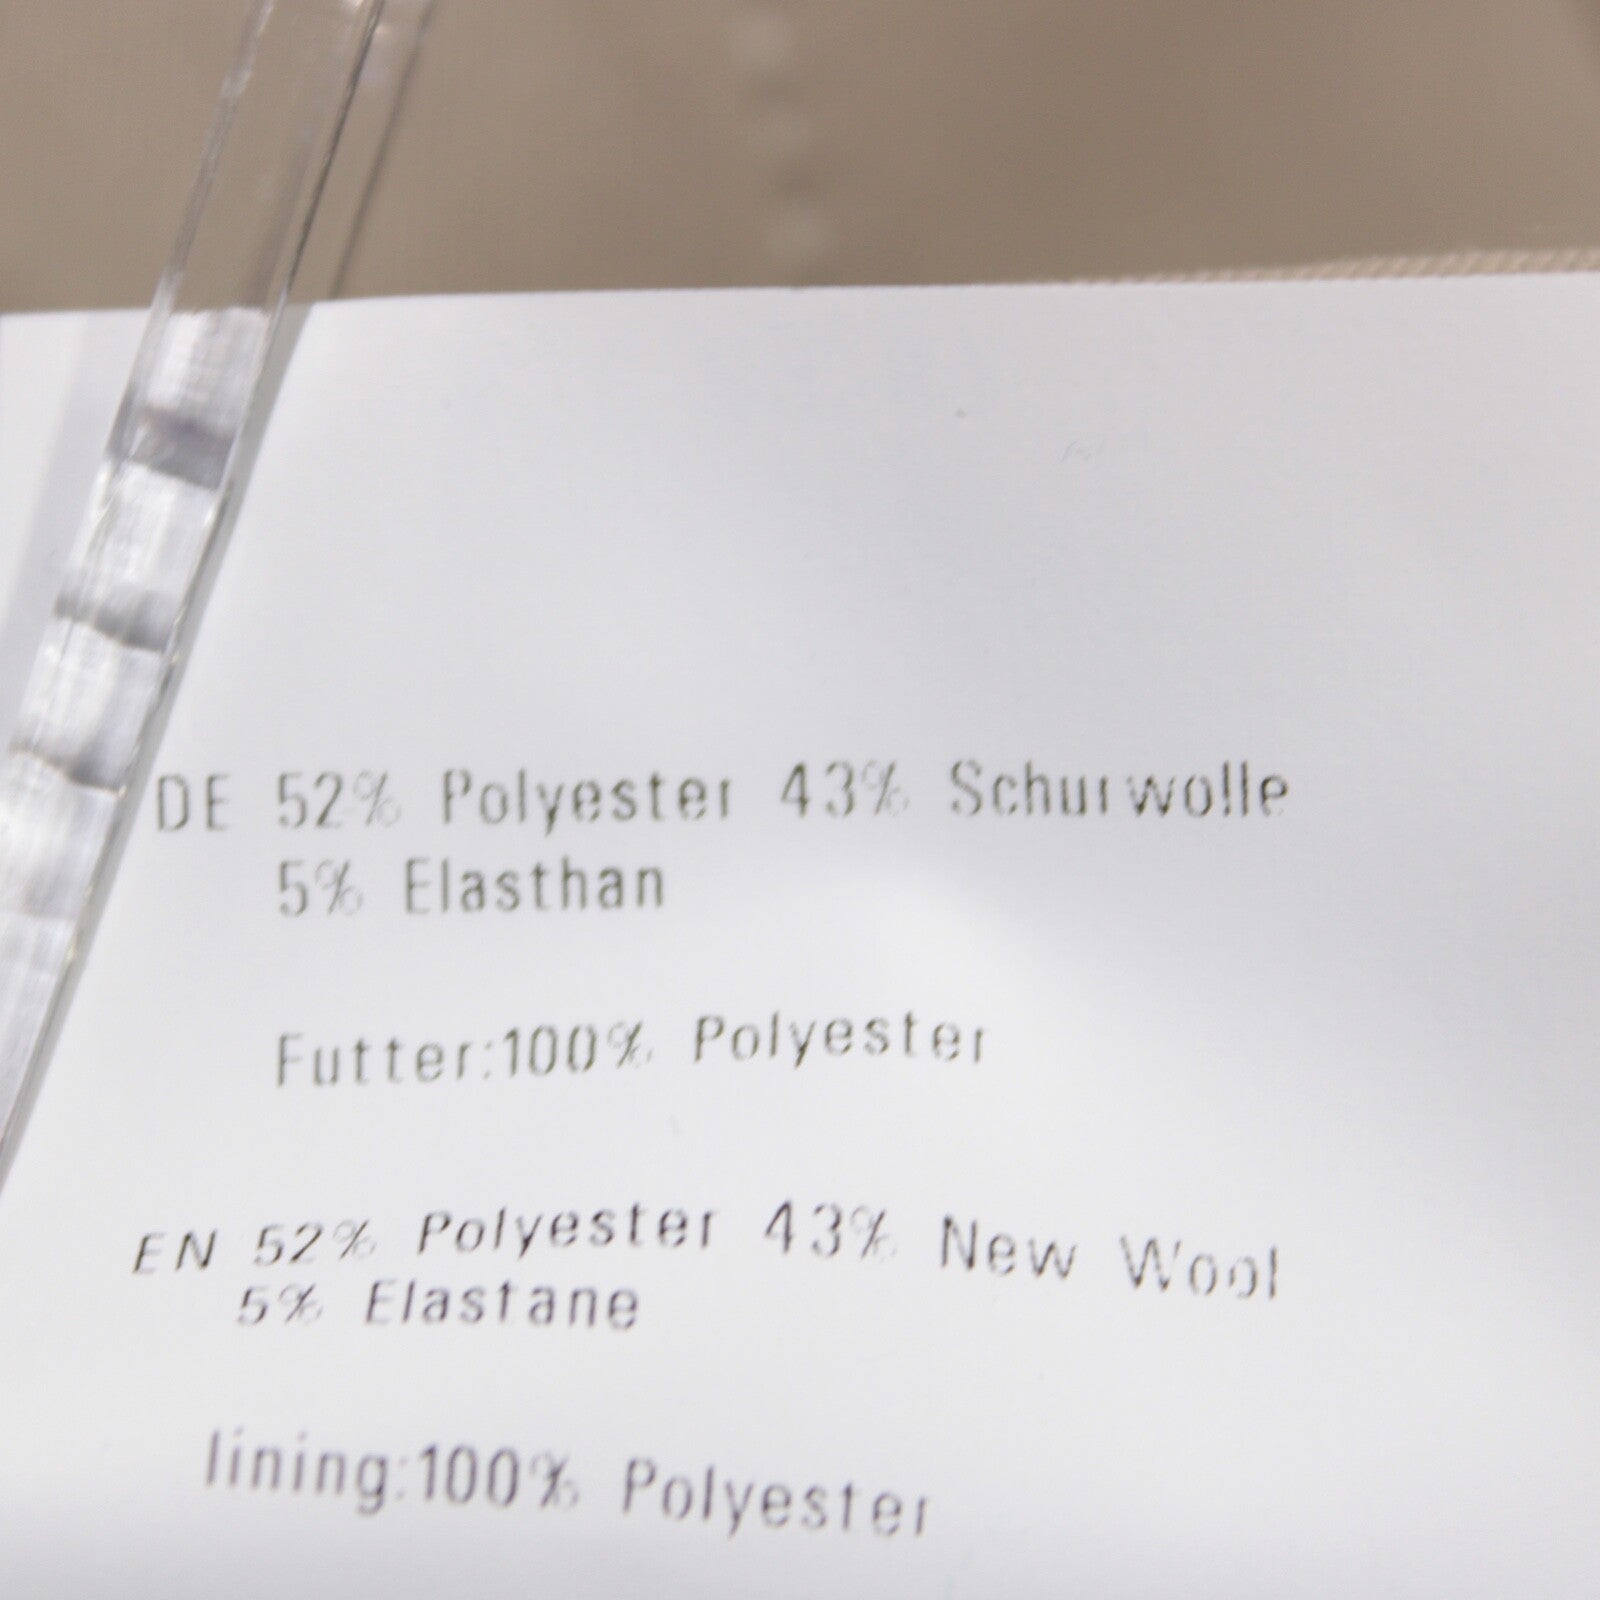 DE 52% Polyester 43% Schurwolle
5% Elasthan
Futter:100% Polyester
EN 52% Polyester 43% New Wool
5% Elastane
lining:100% Polyester